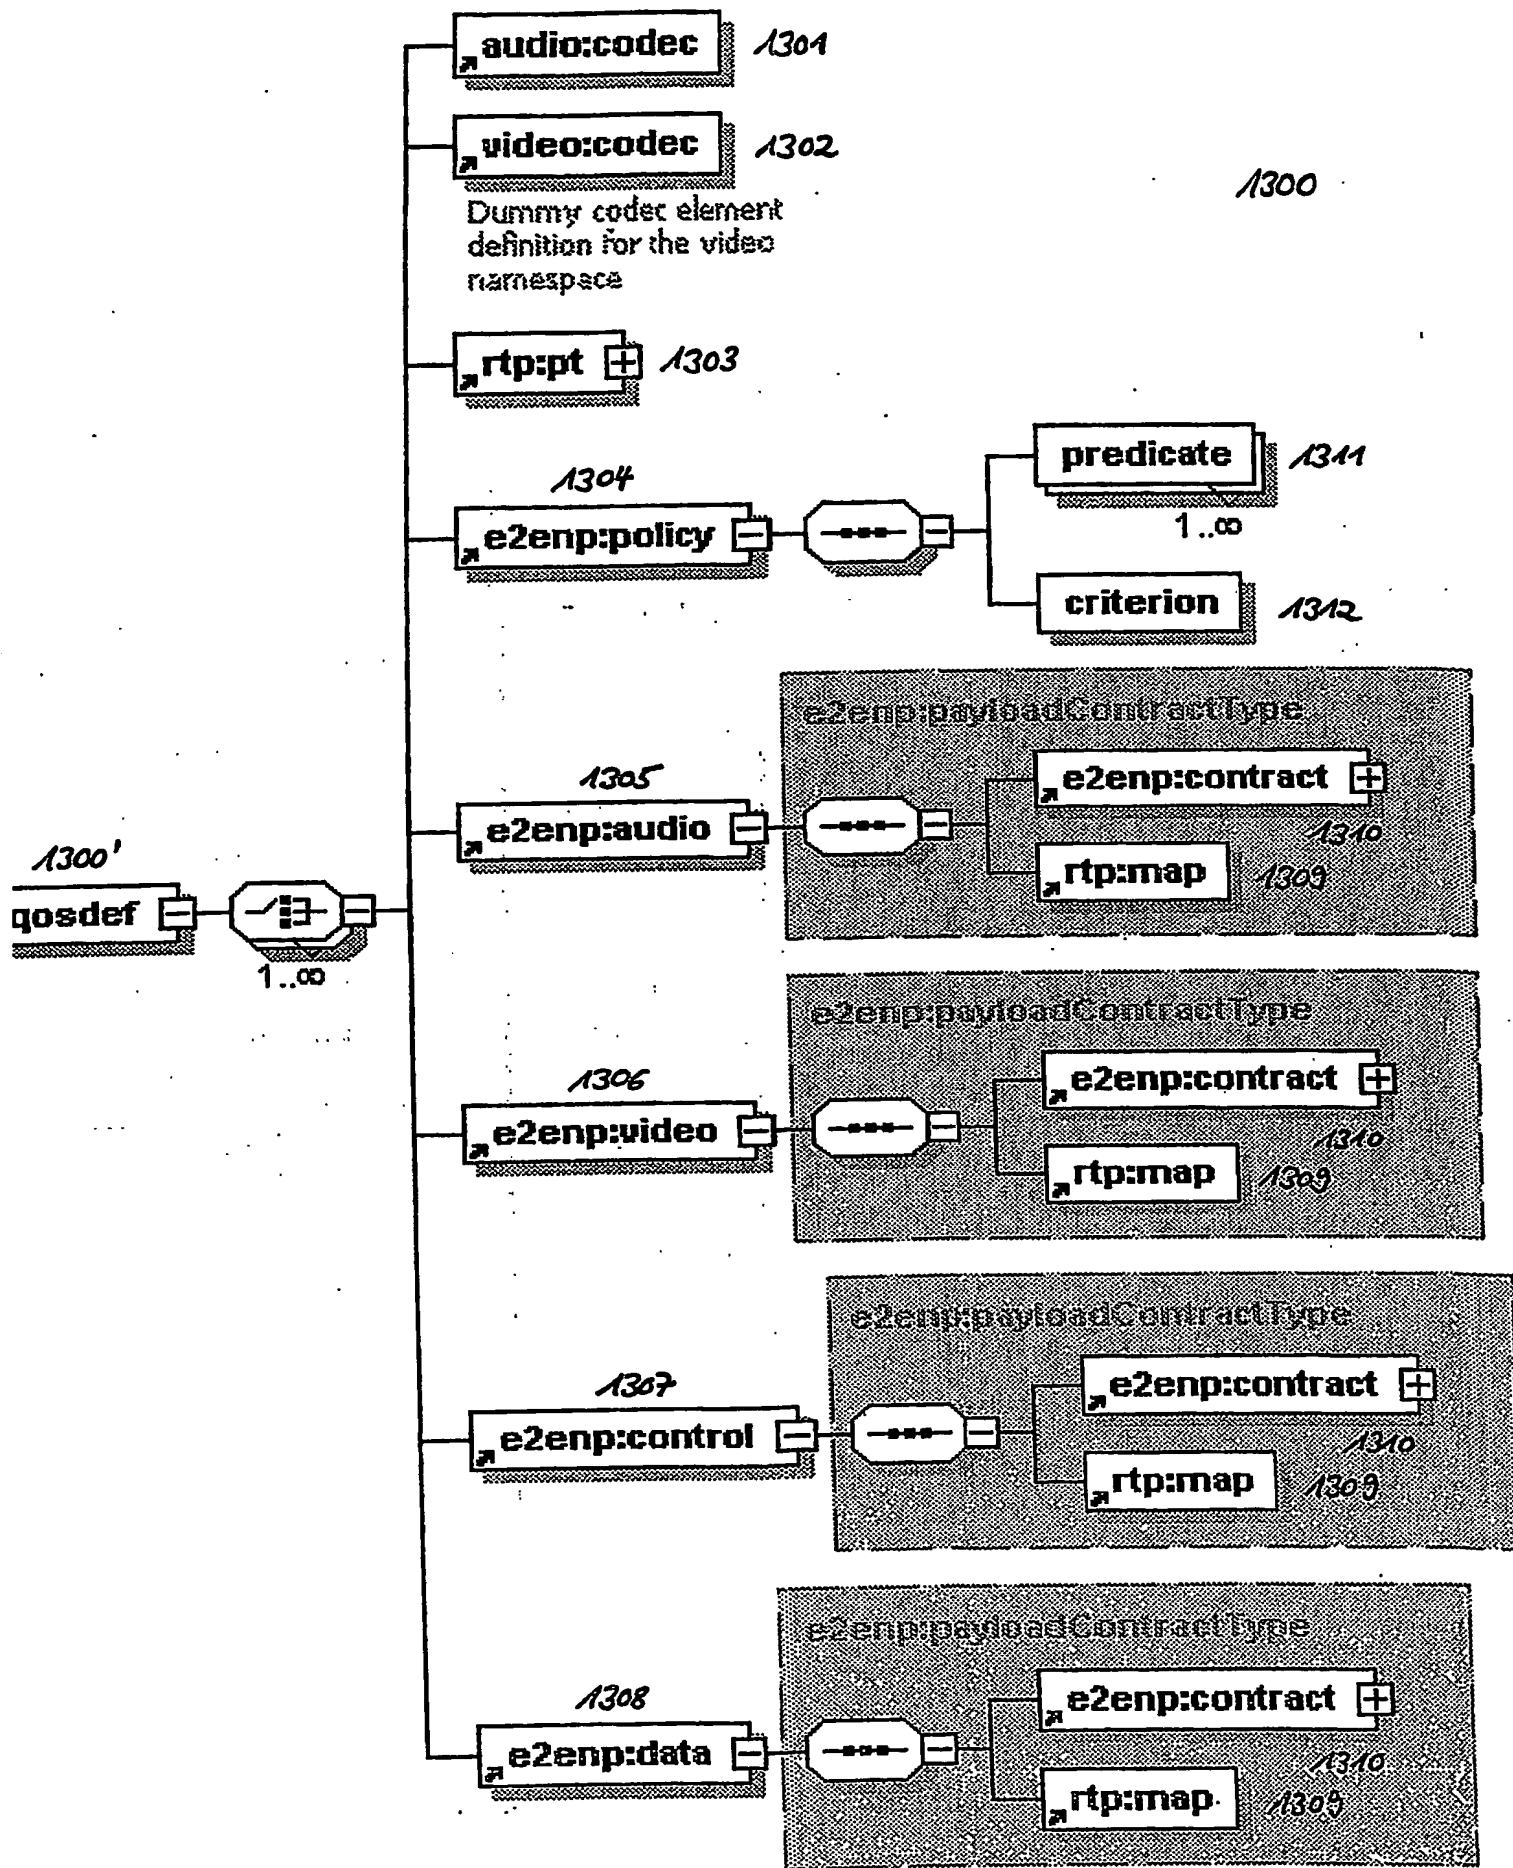 audio:codec 1301
video:codec 1302
Dummy codec element
definition for the video
namespace
1300
rtp:pt 1303
predicate 1311
1..∞
1304
e2enp:policy
criterion 1312
e2enp:payloadContractType
1305
e2enp:contract
1310
e2enp:audio
rtp:map 1309
1300'
qosdef
1..∞
e2enp:payloadContractType
1306
e2enp:contract
1310
e2enp:video
rtp:map 1309
e2enp:payloadContractType
1307
e2enp:contract
1310
e2enp:control
rtp:map 1309
e2enp:payloadContractType
1308
e2enp:contract
1310
e2enp:data
rtp:map 1309